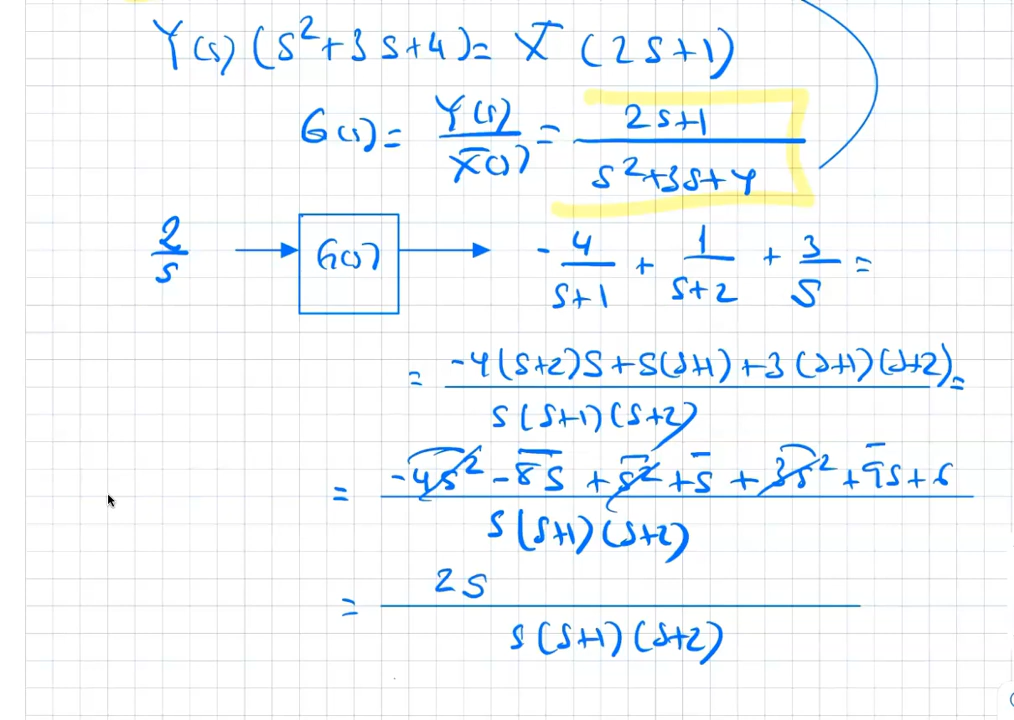 Y(s) (s²+3s+4)= X̄ (2s+1)
G(s)= Y(s)/X̄(s) = (2s+1)/(s²+3s+4)
2/s → G(s) → - 4/(s+1) + 1/(s+2) + 3/s =
= (-4(s+2)s+s(s+1)+3(s+1)(s+2))/(s(s+1)(s+2)) =
= (-4s²-8s+s²+s+3s²+9s+6)/(s(s+1)(s+2))
= 2s/(s(s+1)(s+2))